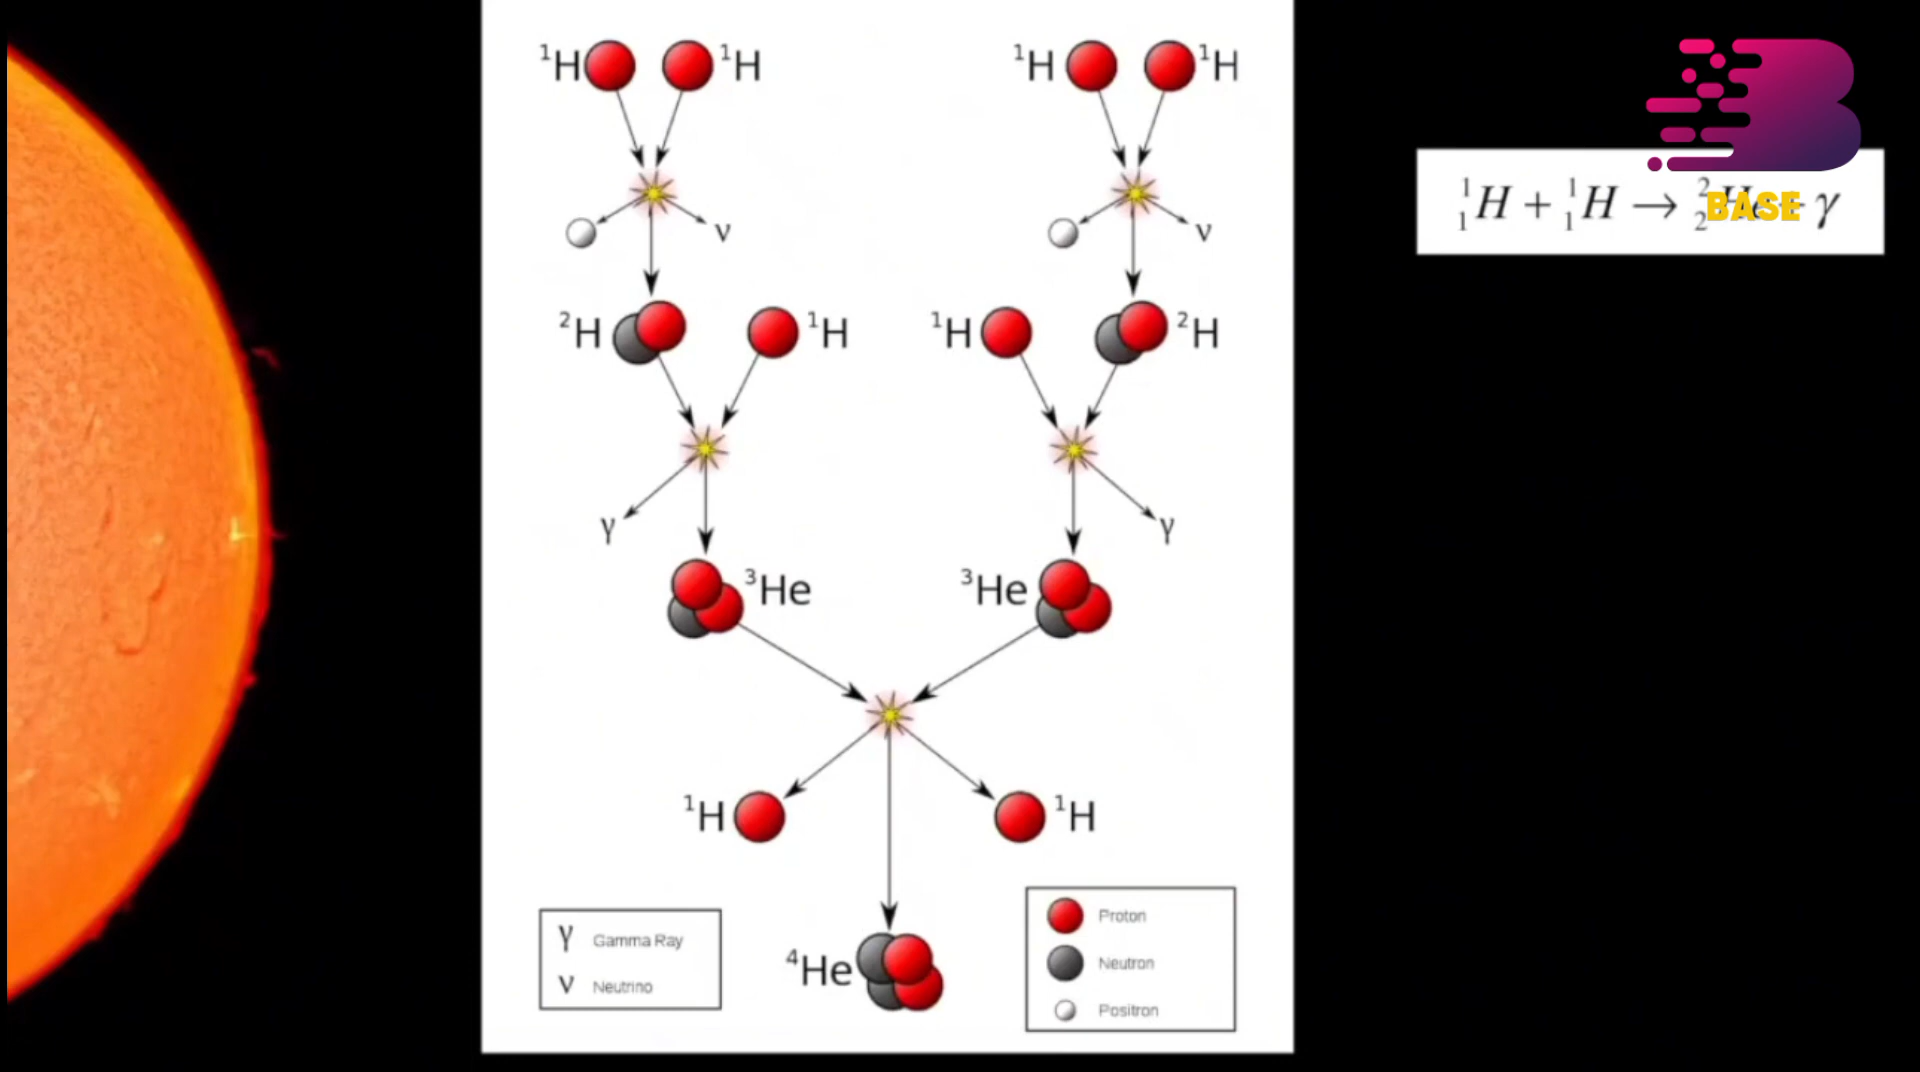 ¹H ¹H ¹H ¹H
ν ν
²H ¹H ¹H ²H
γ γ
³He ³He
¹H ¹H
⁴He
γ Gamma Ray
ν Neutrino
Proton
Neutron
Positron
¹₁H + ¹₁H → ²₂He + γ
BASE